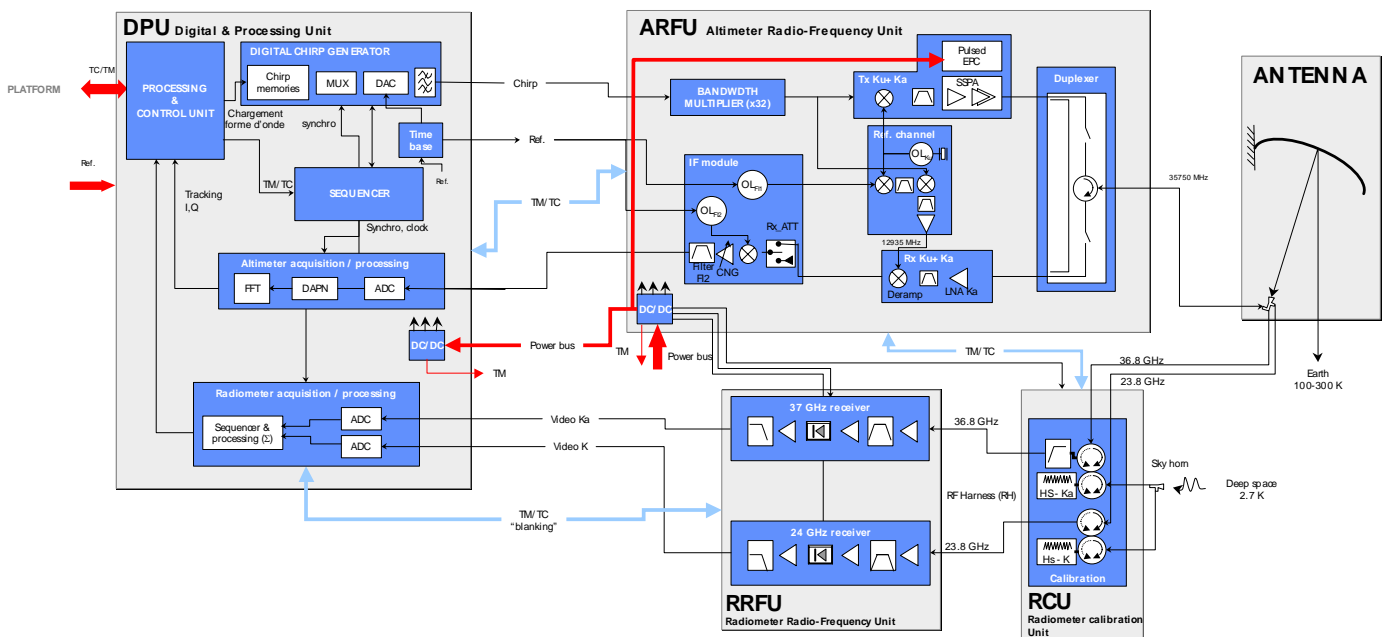 DPU Digital & Processing Unit
DIGITAL CHIRP GENERATOR
Chirp
memories
MUX
DAC
TC/TM
PLATFORM
PROCESSING
&
CONTROL UNIT
Chargement
forme d'onde
synchro
Time
base
Ref.
Ref.
TM/ TC
SEQUENCER
Tracking
I,Q
Synchro, clock
Altimeter acquisition / processing
FFT
DAPN
ADC
DC/ DC
TM
Radiometer acquisition / processing
Sequencer &
processing (Σ)
ADC
ADC
Chirp
Ref.
TM/ TC
Power bus
Video Ka
Video K
TM/ TC
"blanking"
ARFU Altimeter Radio-Frequency Unit
Pulsed
EPC
Tx Ku+ Ka
SSPA
BANDWDTH
MULTIPLIER (x32)
Duplexer
Ref. channel
OLKu
IF module
OLFI1
OLFI2
Rx_ATT
Filter
FI2
CNG
12935 MHz
Rx Ku+ Ka
Deramp
LNA Ka
DC/ DC
TM
Power bus
TM/ TC
35750 MHz
ANTENNA
Earth
100-300 K
36.8 GHz
23.8 GHz
37 GHz receiver
36.8 GHz
RF Harness (RH)
24 GHz receiver
23.8 GHz
RRFU
Radiometer Radio-Frequency Unit
HS - Ka
Hs - K
Calibration
RCU
Radiometer calibration
Unit
Sky horn
Deep space
2.7 K